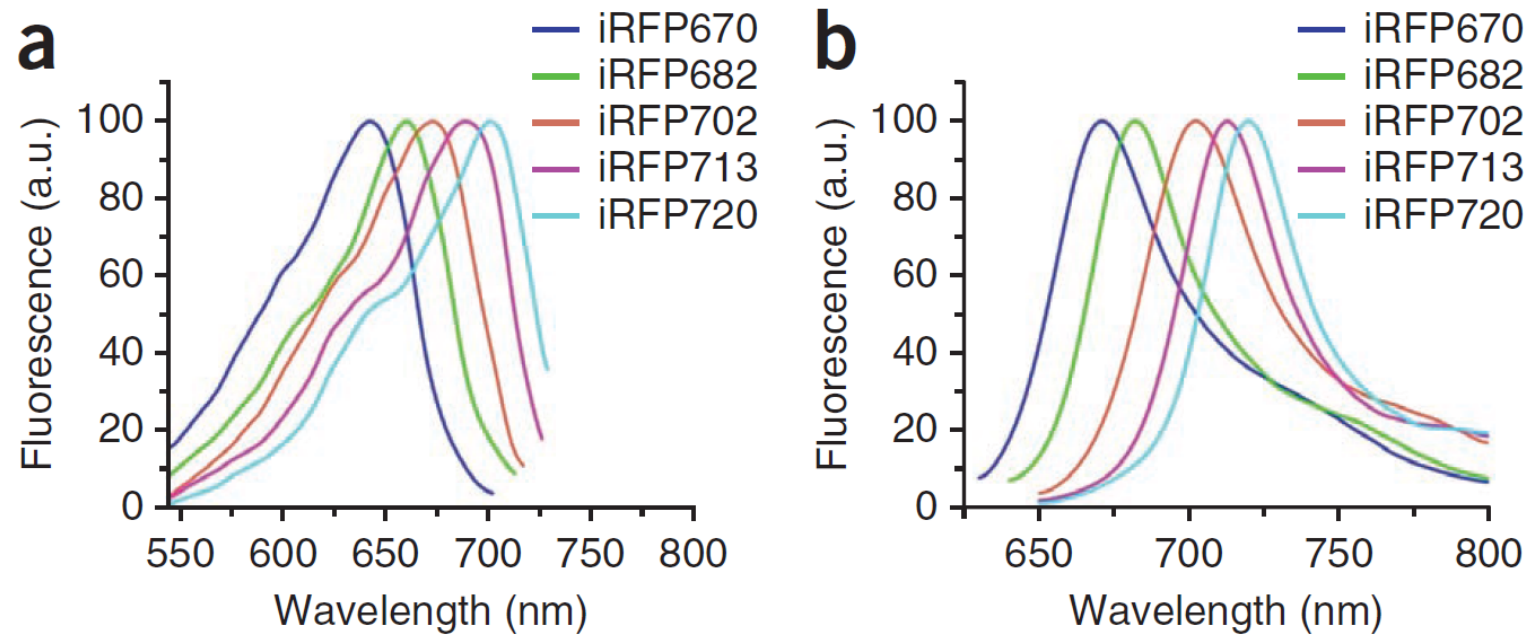 a
iRFP670
iRFP682
iRFP702
iRFP713
iRFP720
Fluorescence (a.u.)
100
80
60
40
20
0
550 600 650 700 750 800
Wavelength (nm)
b
iRFP670
iRFP682
iRFP702
iRFP713
iRFP720
Fluorescence (a.u.)
100
80
60
40
20
0
650 700 750 800
Wavelength (nm)